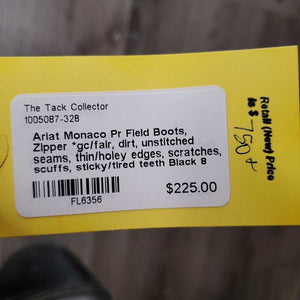 The Tack Collector
1005087-328
Ariat Monaco Pr Field Boots,
Zipper *gc/fair, dirt, unstitched
seams, thin/holey edges, scratches,
scuffs, sticky/tired teeth Black 8
$225.00
FL6356
Retail (New) Price
is $ 750+